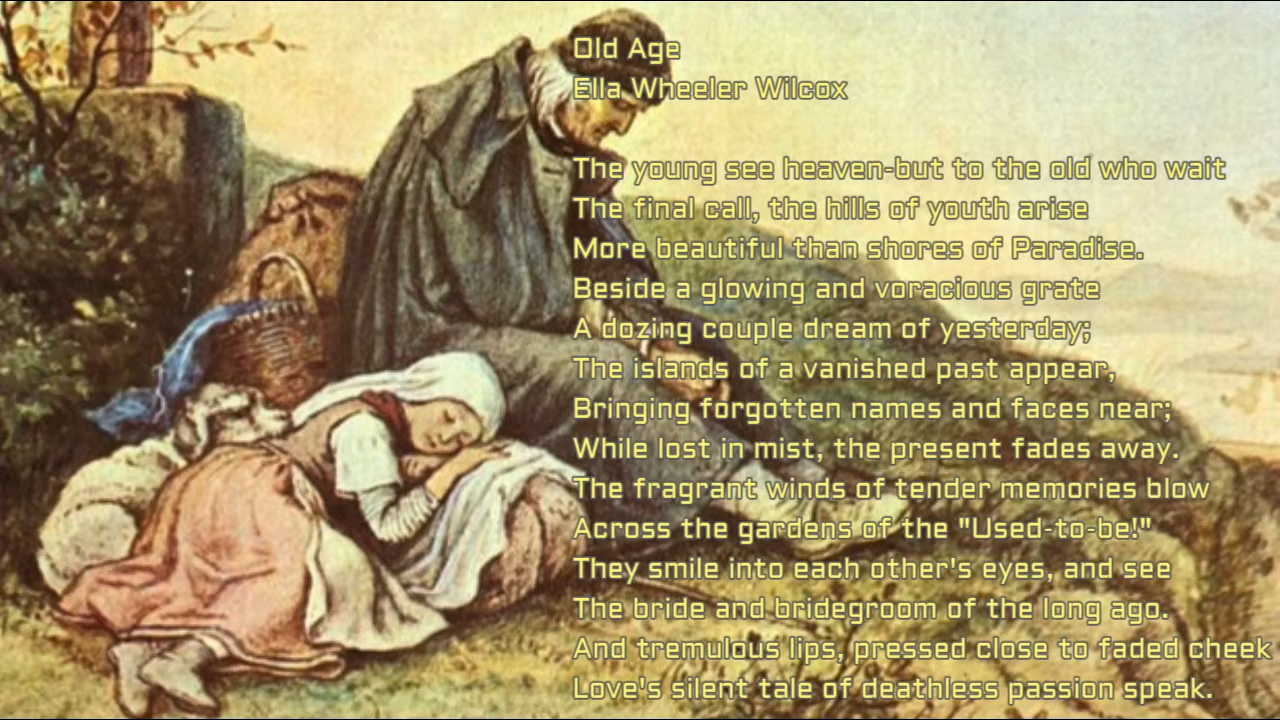 Old Age
Ella Wheeler Wilcox
The young see heaven-but to the old who wait
The final call, the hills of youth arise
More beautiful than shores of Paradise.
Beside a glowing and voracious grate
A dozing couple dream of yesterday;
The islands of a vanished past appear,
Bringing forgotten names and faces near;
While lost in mist, the present fades away.
The fragrant winds of tender memories blow
Across the gardens of the "Used-to-be!"
They smile into each other's eyes, and see
The bride and bridegroom of the long ago.
And tremulous lips, pressed close to faded cheek
Love's silent tale of deathless passion speak.